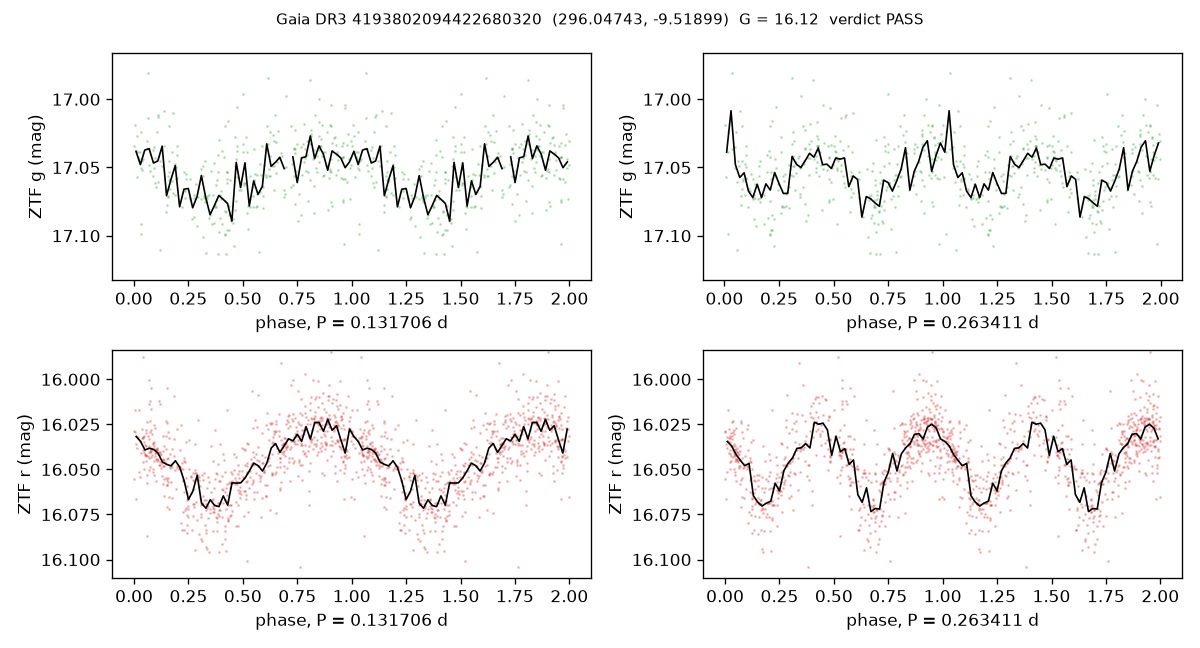 Gaia DR3 4193802094422680320 (296.04743, -9.51899) G = 16.12 verdict PASS
ZTF g (mag)
17.00
17.05
17.10
0.00 0.25 0.50 0.75 1.00 1.25 1.50 1.75 2.00
phase, P = 0.131706 d
ZTF g (mag)
17.00
17.05
17.10
0.00 0.25 0.50 0.75 1.00 1.25 1.50 1.75 2.00
phase, P = 0.263411 d
ZTF r (mag)
16.000
16.025
16.050
16.075
16.100
0.00 0.25 0.50 0.75 1.00 1.25 1.50 1.75 2.00
phase, P = 0.131706 d
ZTF r (mag)
16.000
16.025
16.050
16.075
16.100
0.00 0.25 0.50 0.75 1.00 1.25 1.50 1.75 2.00
phase, P = 0.263411 d